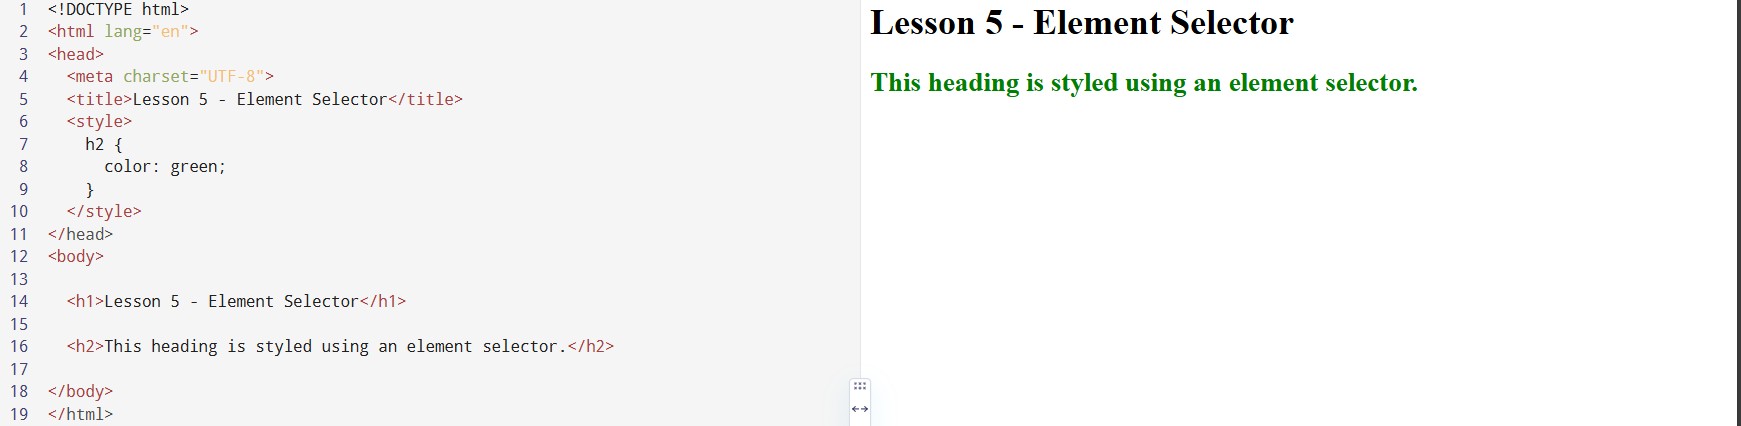 1 <!DOCTYPE html>
2 <html lang="en">
3 <head>
4 <meta charset="UTF-8">
5 <title>Lesson 5 - Element Selector</title>
6 <style>
7 h2 {
8 color: green;
9 }
10 </style>
11 </head>
12 <body>
13
14 <h1>Lesson 5 - Element Selector</h1>
15
16 <h2>This heading is styled using an element selector.</h2>
17
18 </body>
19 </html>
Lesson 5 - Element Selector
This heading is styled using an element selector.